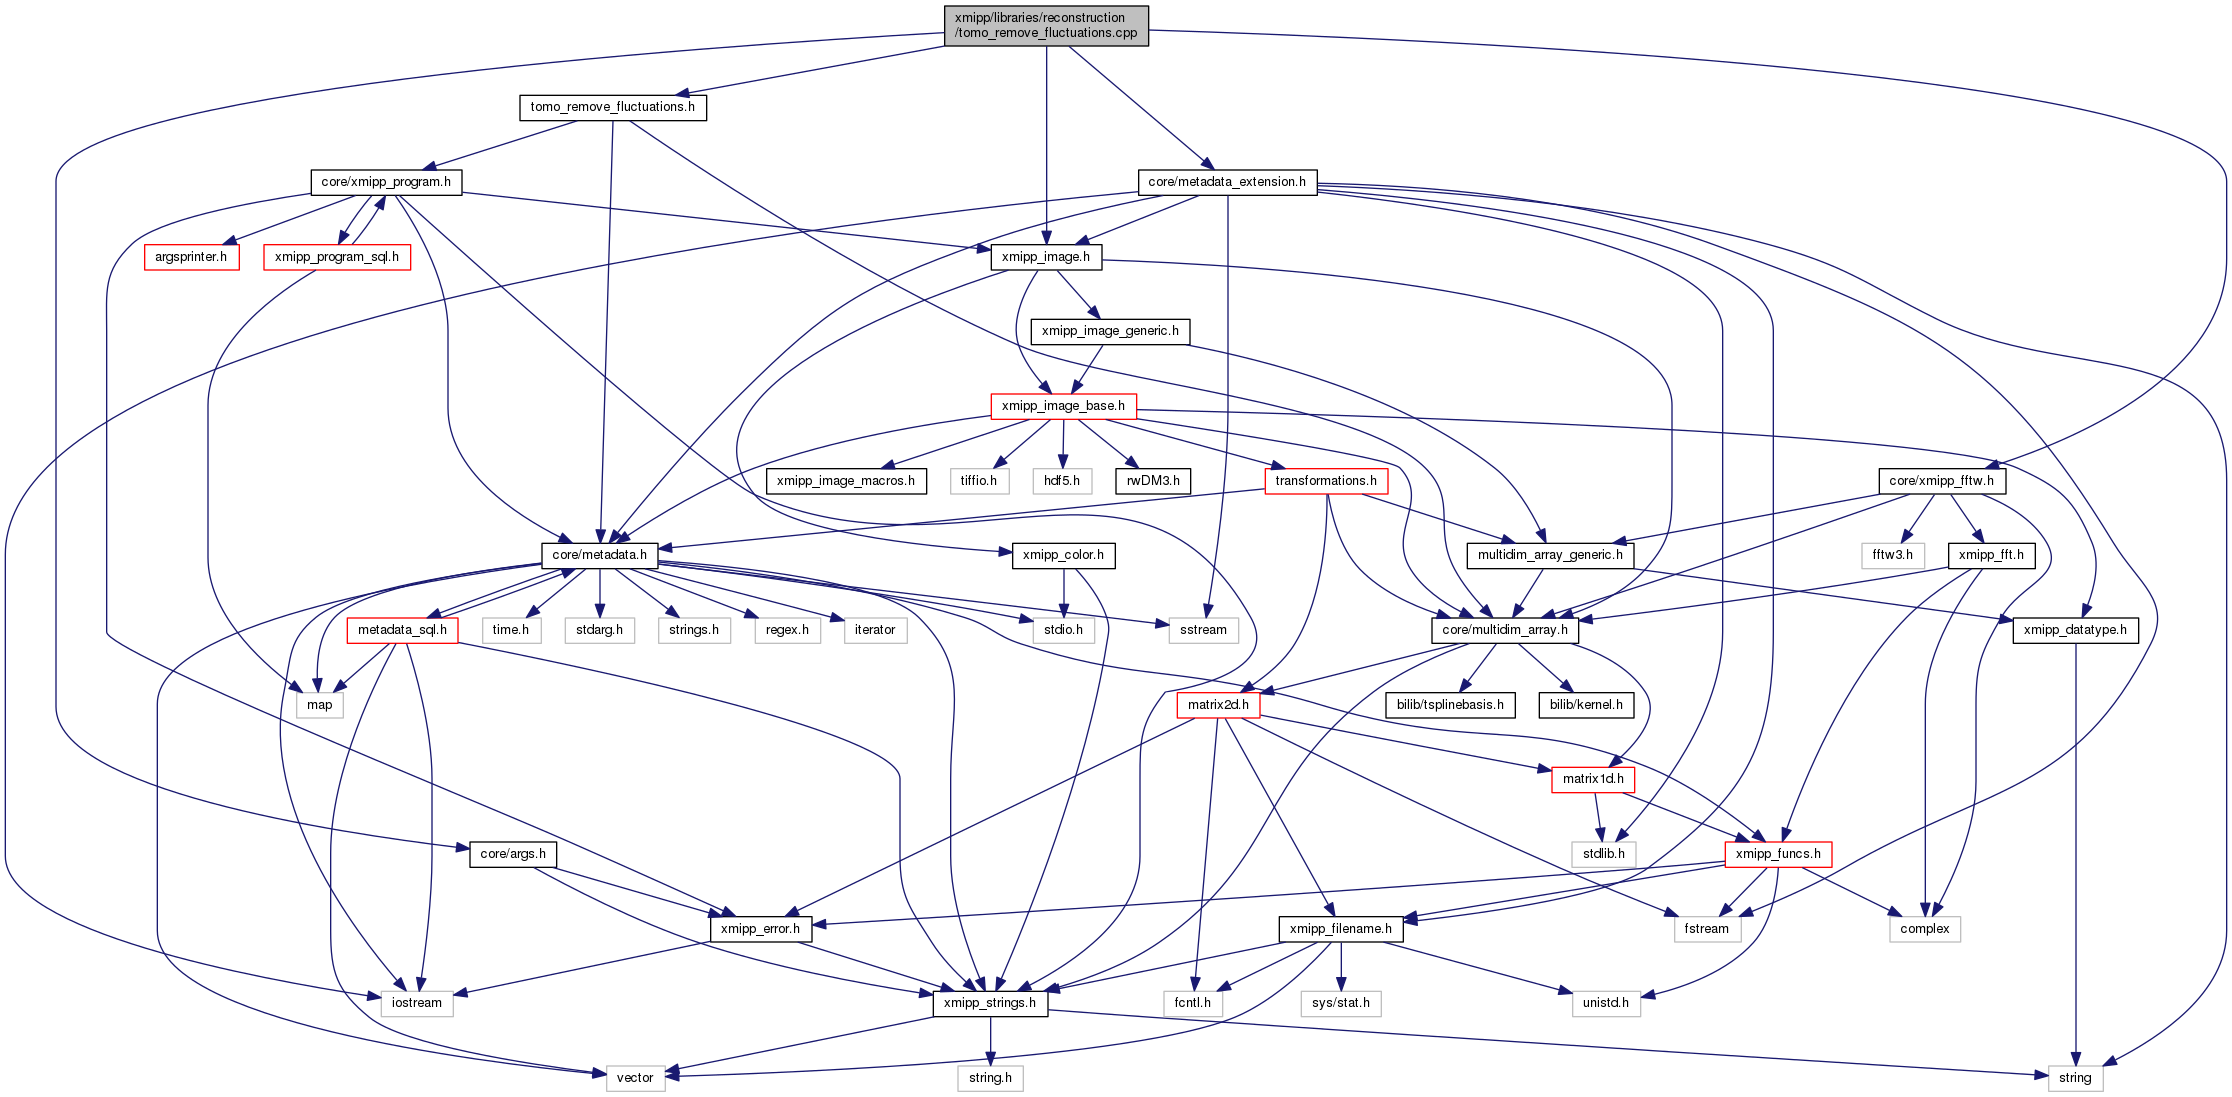 xmipp/libraries/reconstruction
/tomo_remove_fluctuations.cpp
tomo_remove_fluctuations.h
core/xmipp_program.h
core/metadata_extension.h
argsprinter.h
xmipp_program_sql.h
xmipp_image.h
xmipp_image_generic.h
xmipp_image_base.h
xmipp_image_macros.h
tiffio.h
hdf5.h
rwDM3.h
transformations.h
core/xmipp_fftw.h
core/metadata.h
xmipp_color.h
multidim_array_generic.h
fftw3.h
xmipp_fft.h
metadata_sql.h
time.h
stdarg.h
strings.h
regex.h
iterator
stdio.h
sstream
core/multidim_array.h
xmipp_datatype.h
map
matrix2d.h
bilib/tsplinebasis.h
bilib/kernel.h
matrix1d.h
core/args.h
stdlib.h
xmipp_funcs.h
xmipp_error.h
xmipp_filename.h
fstream
complex
iostream
xmipp_strings.h
fcntl.h
sys/stat.h
unistd.h
vector
string.h
string